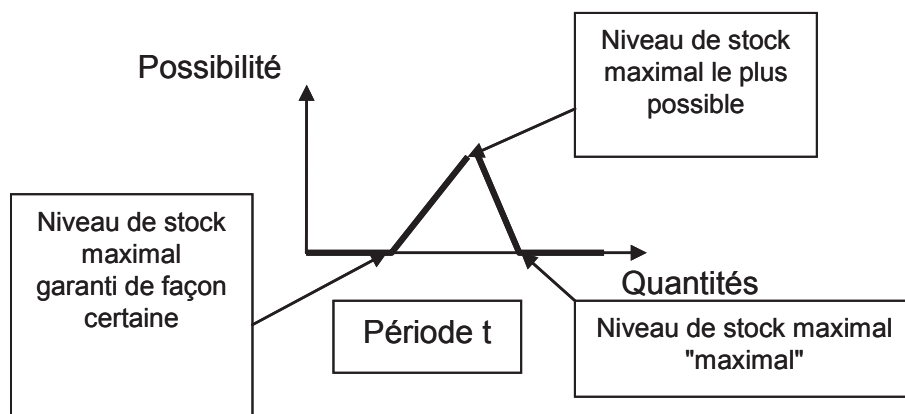 Possibilité
Niveau de stock
maximal le plus
possible
Niveau de stock
maximal
garanti de façon
certaine
Quantités
Période t
Niveau de stock maximal
"maximal"